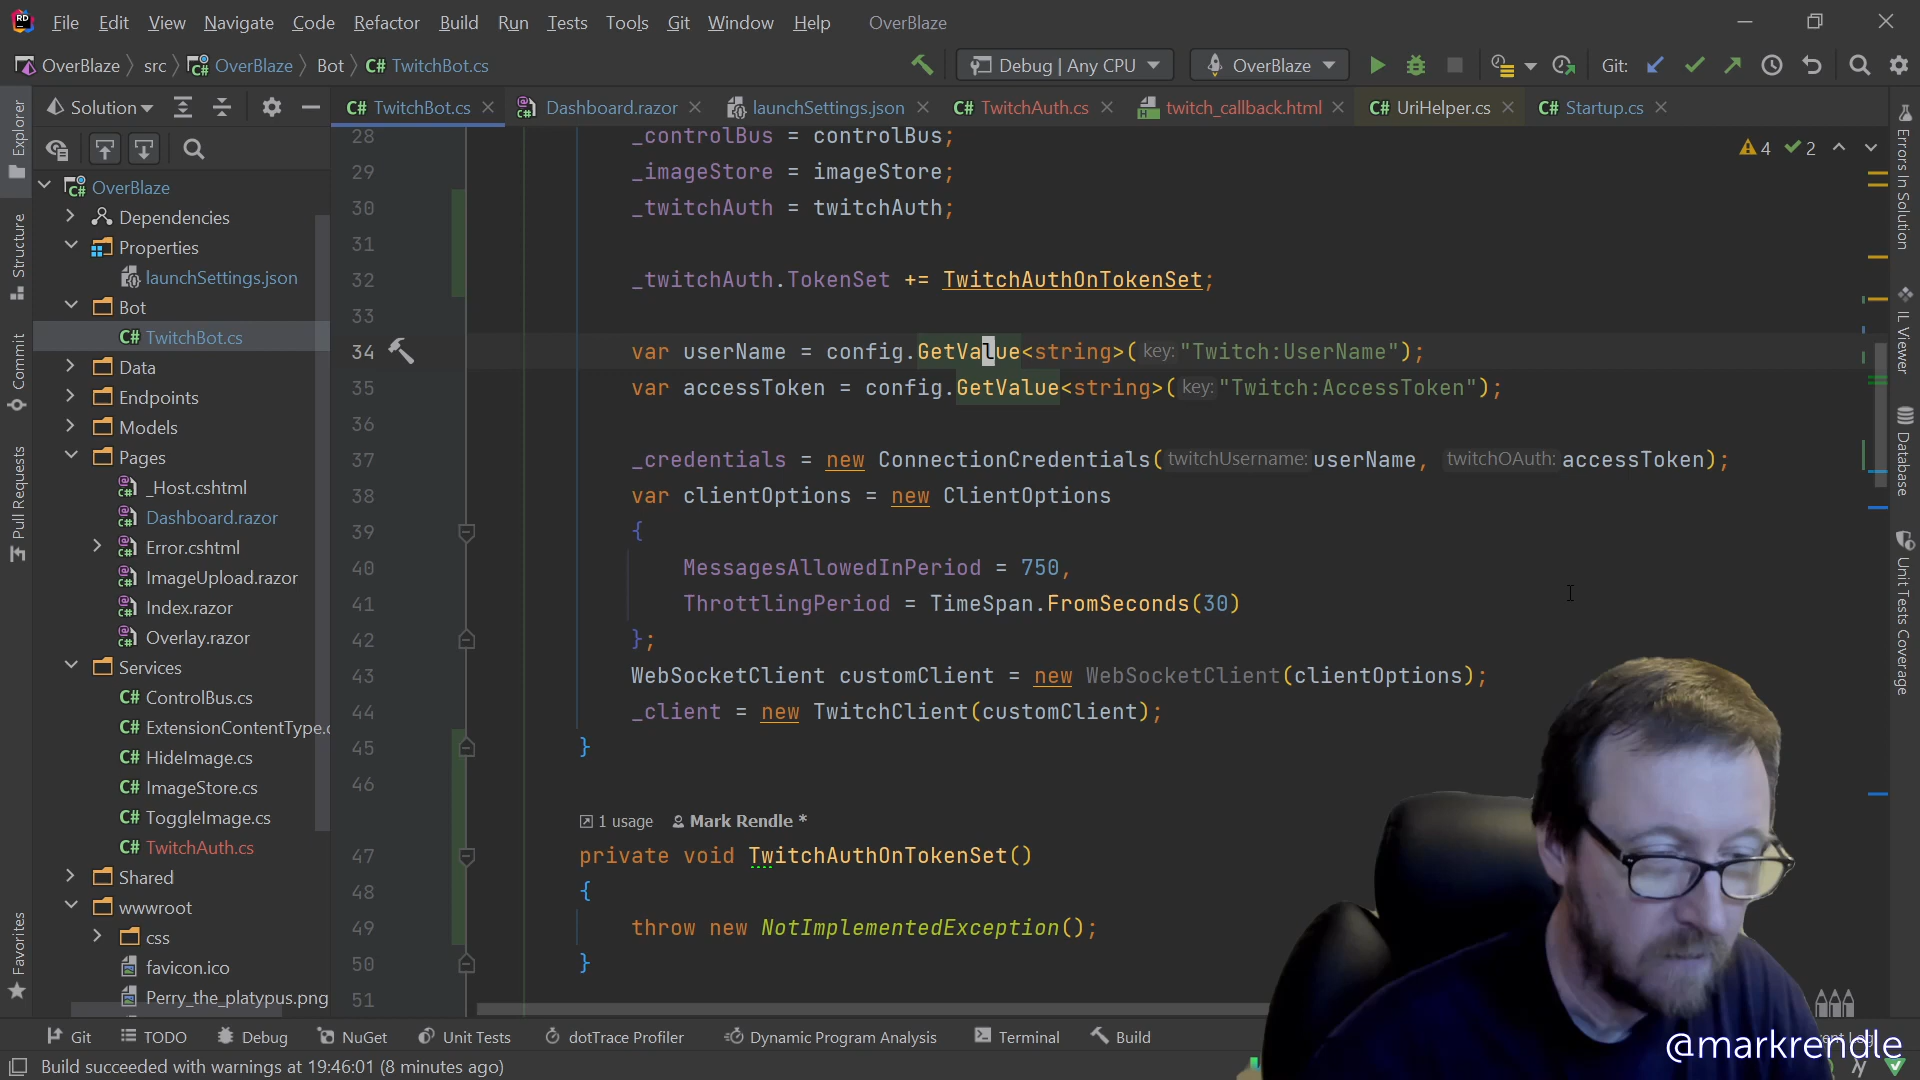 File Edit View Navigate Code Refactor Build Run Tests Tools Git Window Help OverBlaze
OverBlaze src OverBlaze Bot C# TwitchBot.cs Debug | Any CPU OverBlaze Git:
Solution C# TwitchBot.cs Dashboard.razor launchSettings.json C# TwitchAuth.cs twitch_callback.html C# UriHelper.cs C# Startup.cs
Explorer
Structure
Commit
Pull Requests
Favorites
OverBlaze
Dependencies
Properties
launchSettings.json
Bot
C# TwitchBot.cs
Data
Endpoints
Models
Pages
_Host.cshtml
Dashboard.razor
Error.cshtml
ImageUpload.razor
Index.razor
Overlay.razor
Services
C# ControlBus.cs
C# ExtensionContentType.c
C# HideImage.cs
C# ImageStore.cs
C# ToggleImage.cs
C# TwitchAuth.cs
Shared
wwwroot
css
favicon.ico
Perry_the_platypus.png
4 2
28 _controlBus = controlBus;
29 _imageStore = imageStore;
30 _twitchAuth = twitchAuth;
31
32 _twitchAuth.TokenSet += TwitchAuthOnTokenSet;
33
34 var userName = config.GetValue<string>( key: "Twitch:UserName");
35 var accessToken = config.GetValue<string>( key: "Twitch:AccessToken");
36
37 _credentials = new ConnectionCredentials( twitchUsername: userName, twitchOAuth: accessToken);
38 var clientOptions = new ClientOptions
39 {
40 MessagesAllowedInPeriod = 750,
41 ThrottlingPeriod = TimeSpan.FromSeconds(30)
42 };
43 WebSocketClient customClient = new WebSocketClient(clientOptions);
44 _client = new TwitchClient(customClient);
45 }
46
1 usage Mark Rendle *
47 private void TwitchAuthOnTokenSet()
48 {
49 throw new NotImplementedException();
50 }
51
Errors In Solution
IL Viewer
Database
Unit Tests Coverage
Git TODO Debug NuGet Unit Tests dotTrace Profiler Dynamic Program Analysis Terminal Build
@markrendle
Build succeeded with warnings at 19:46:01 (8 minutes ago)